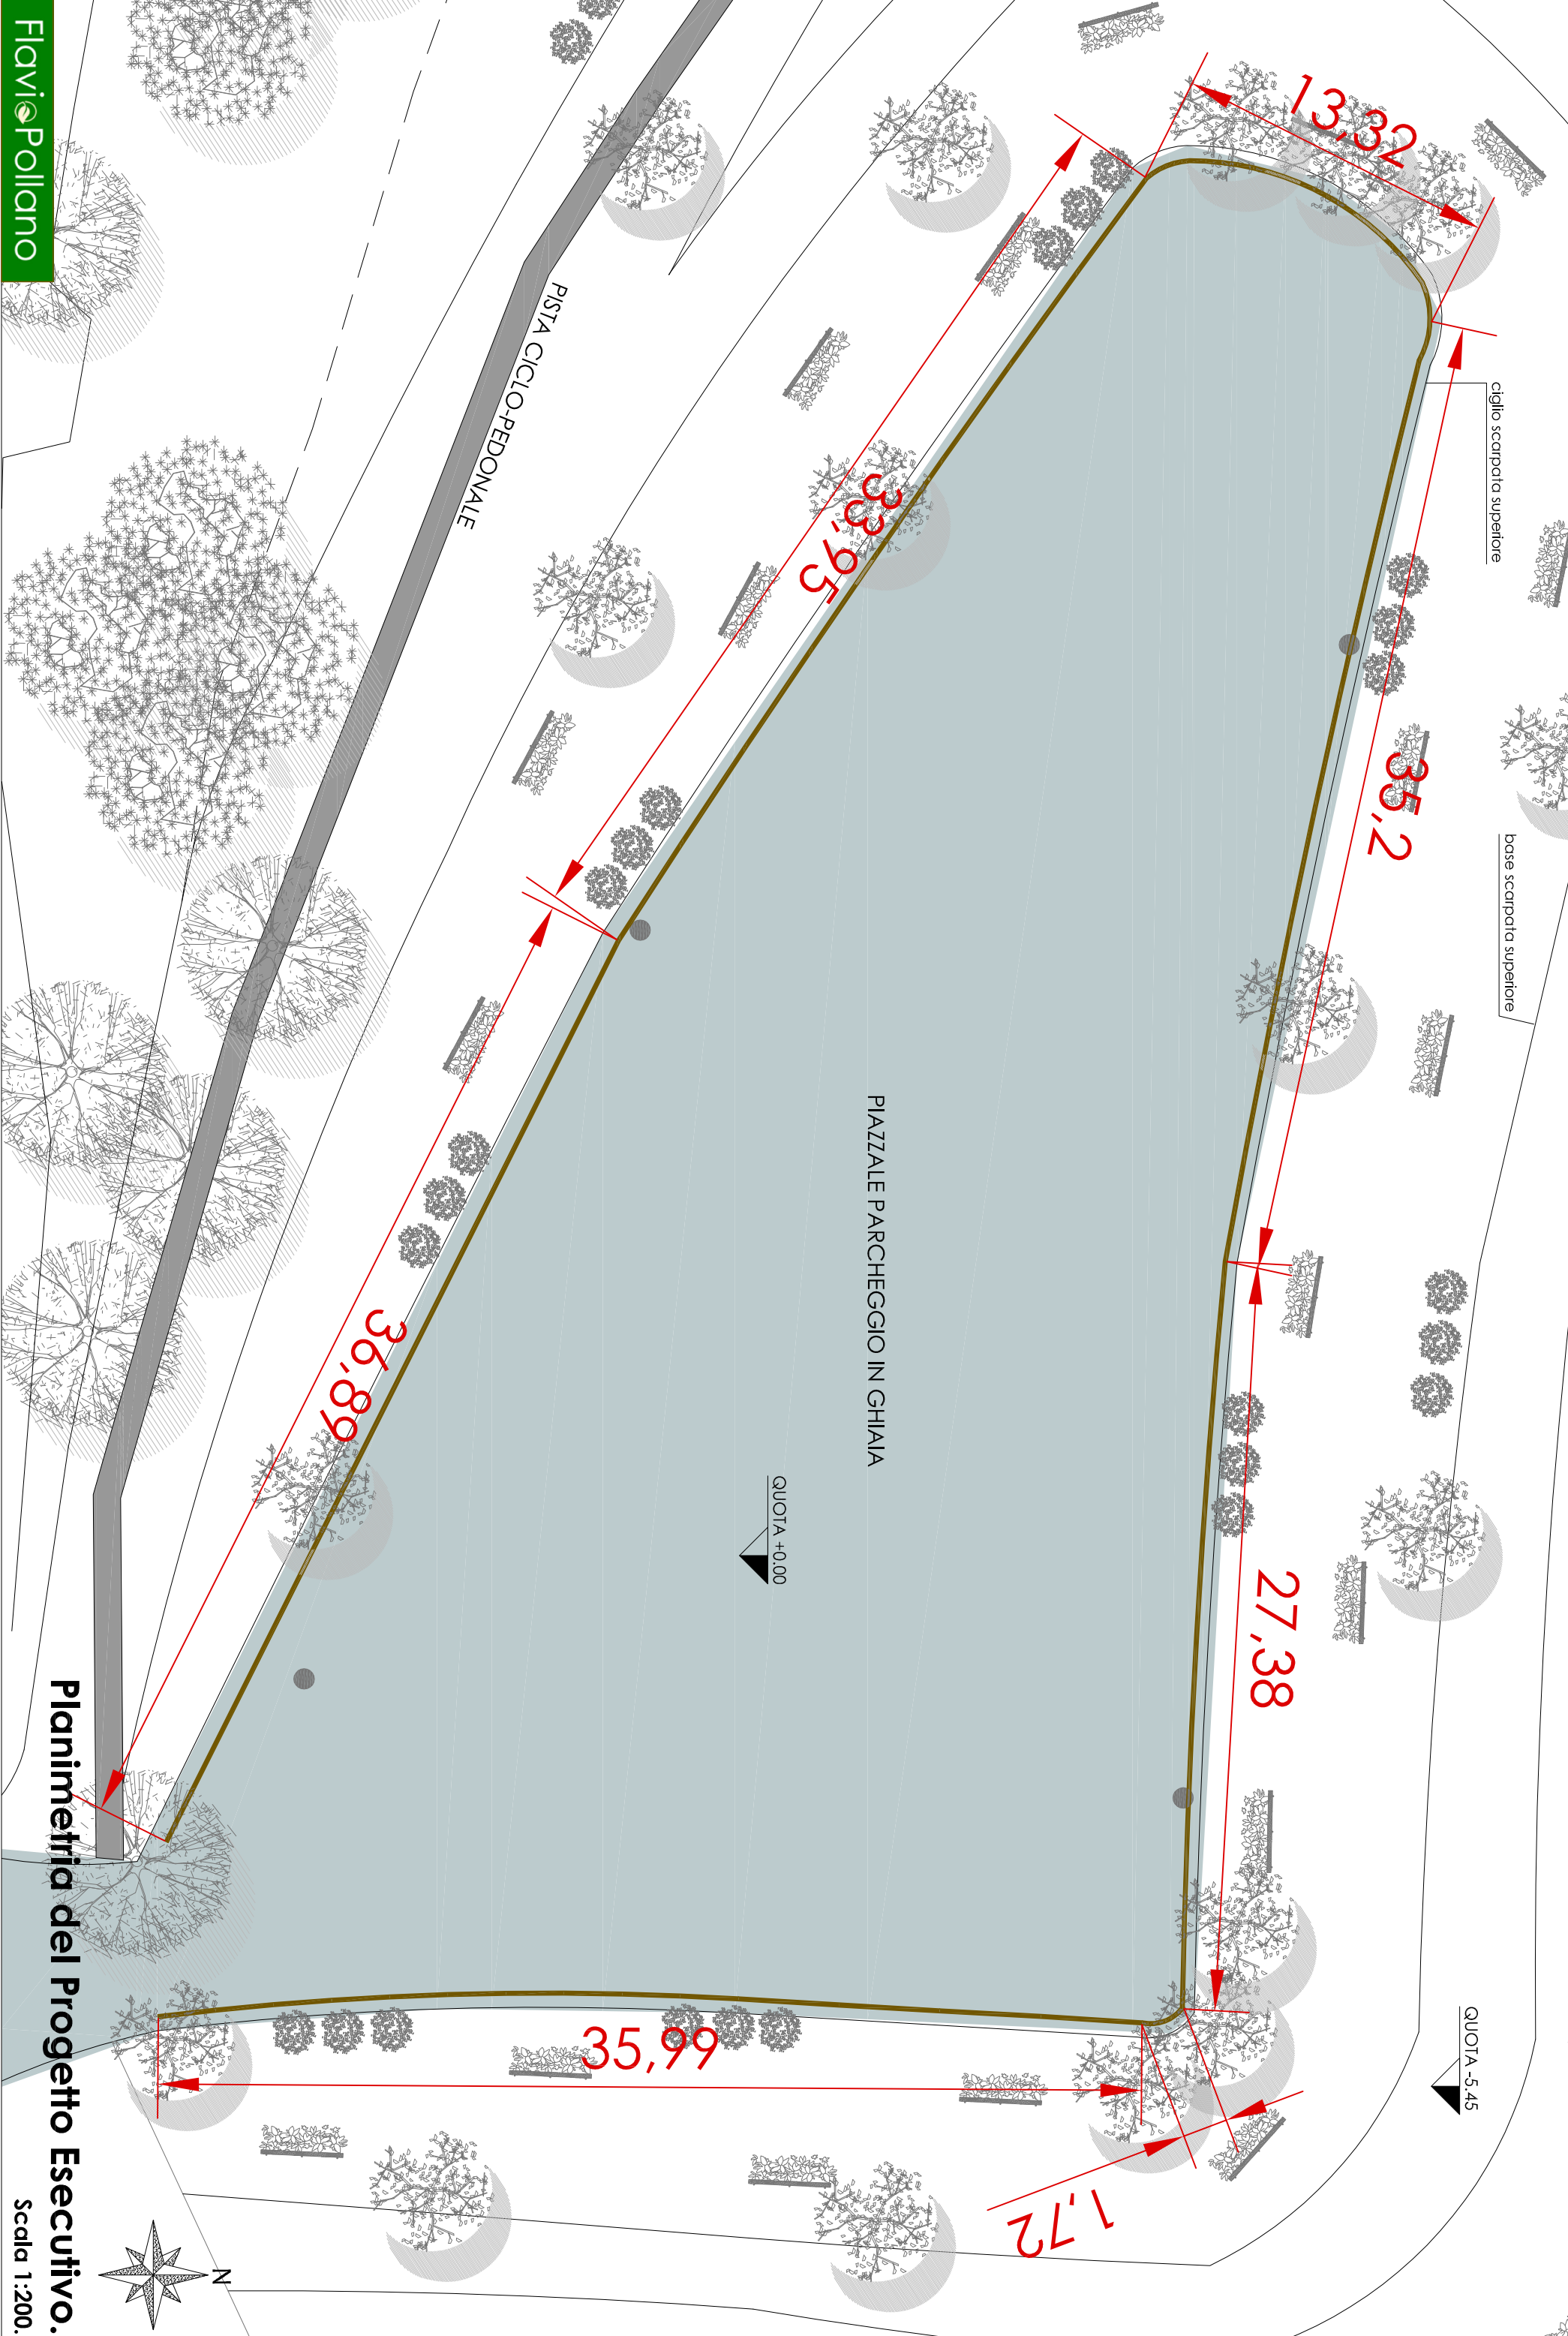 Flavio Pollano
13,32
ciglio scarpata superiore
PISTA CICLO-PEDONALE
33,95
35,2
base scarpata superiore
PIAZZALE PARCHEGGIO IN GHIAIA
36,89
QUOTA +0.00
27,38
35,99
QUOTA -5.45
1,72
N
Planimetria del Progetto Esecutivo.
Scala 1:200.